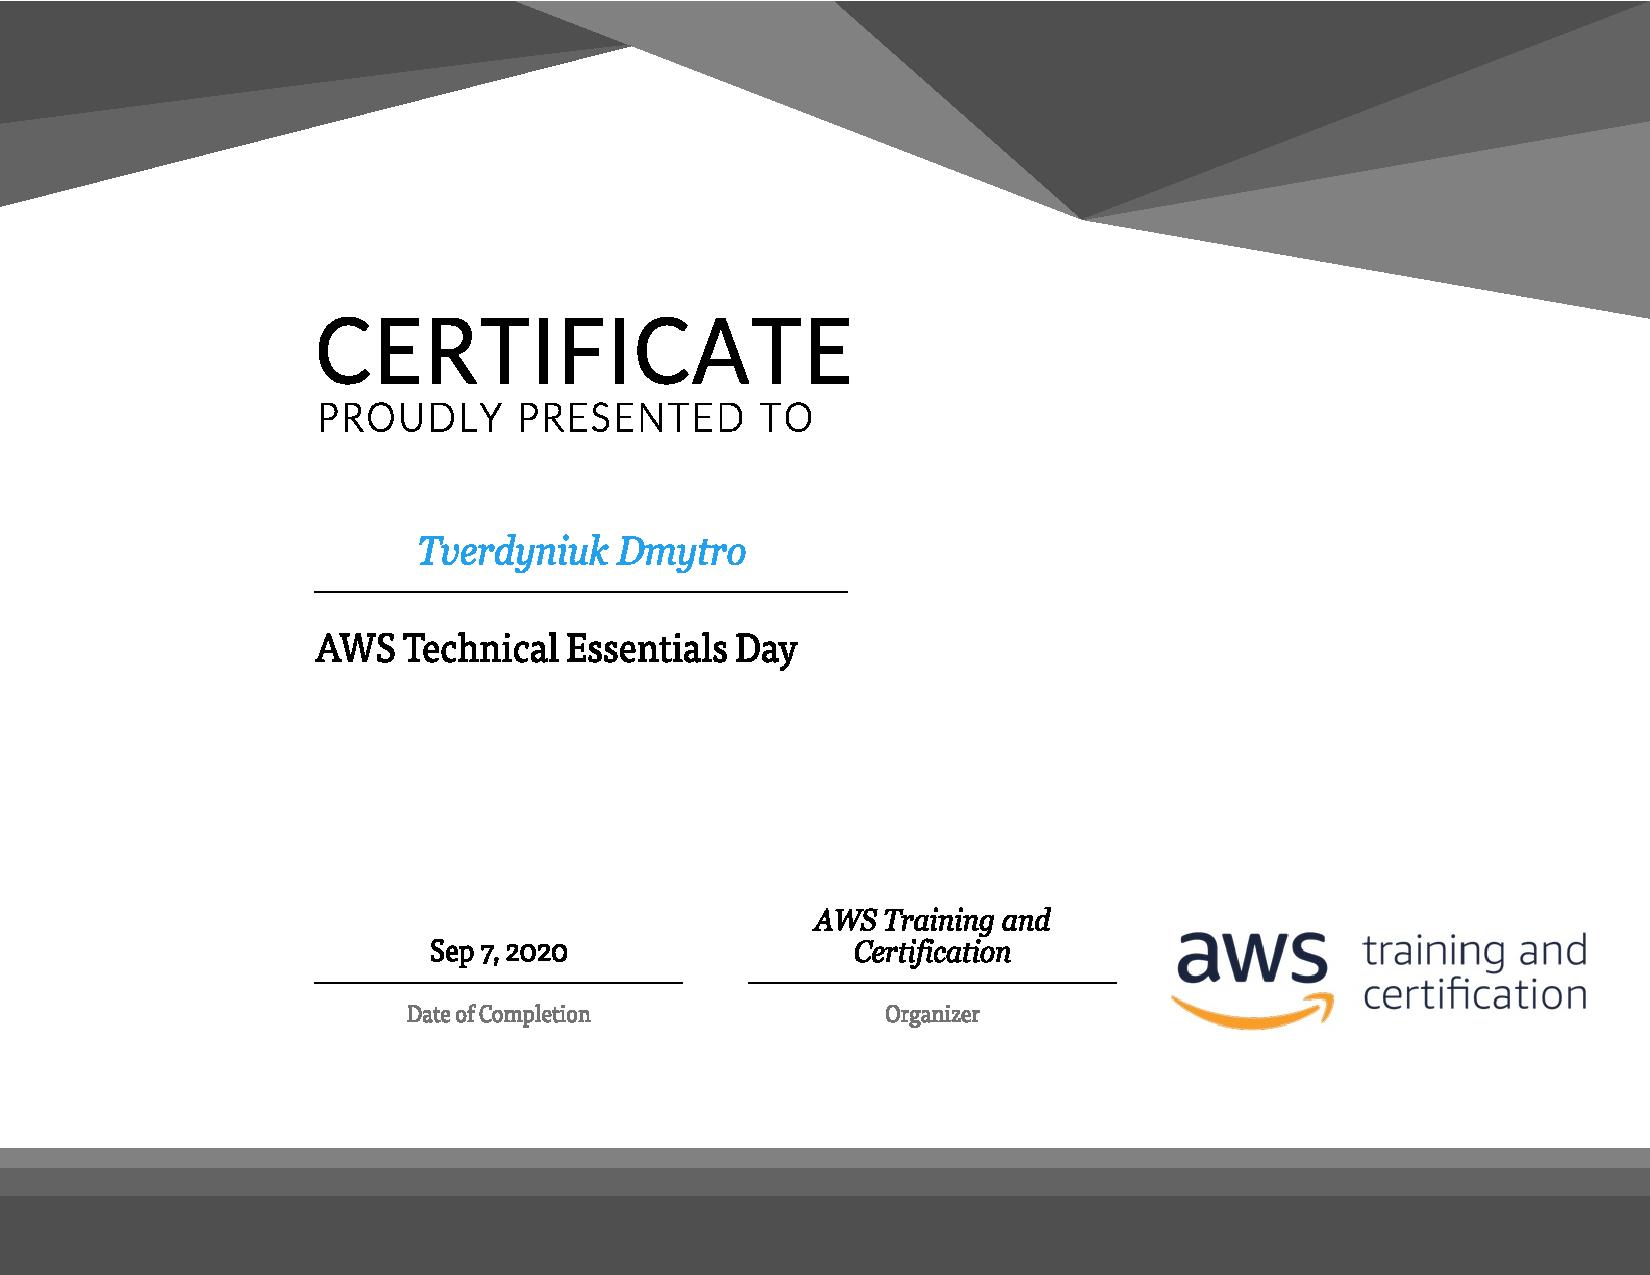 CERTIFICATE
PROUDLY PRESENTED TO
Tverdyniuk Dmytro
AWS Technical Essentials Day
Sep 7, 2020
Date of Completion
AWS Training and
Certification
Organizer
aws
training and
certification